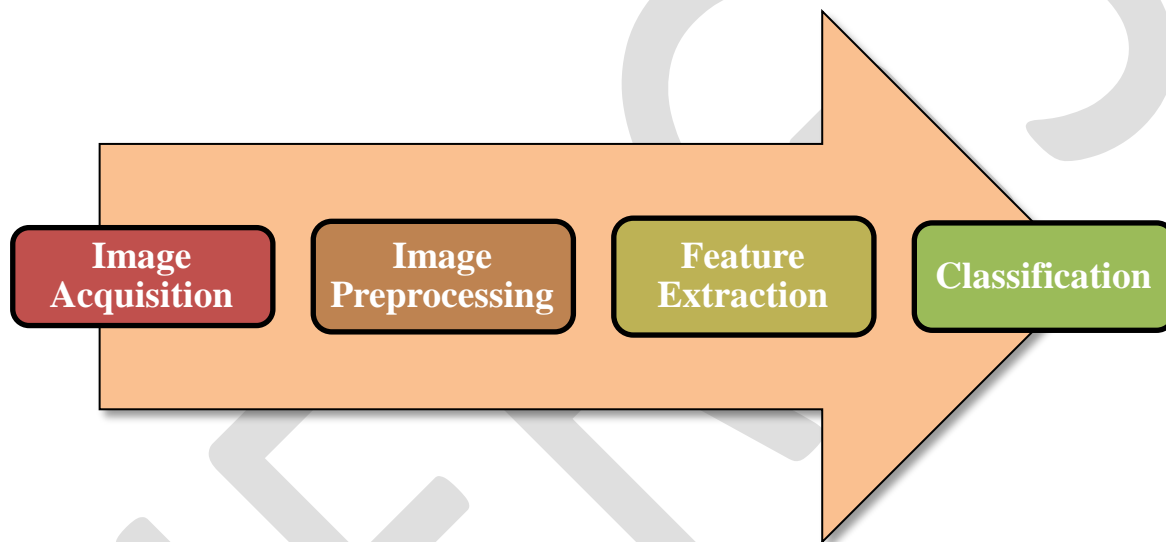 Image
Acquisition
Image
Preprocessing
Feature
Extraction
Classification